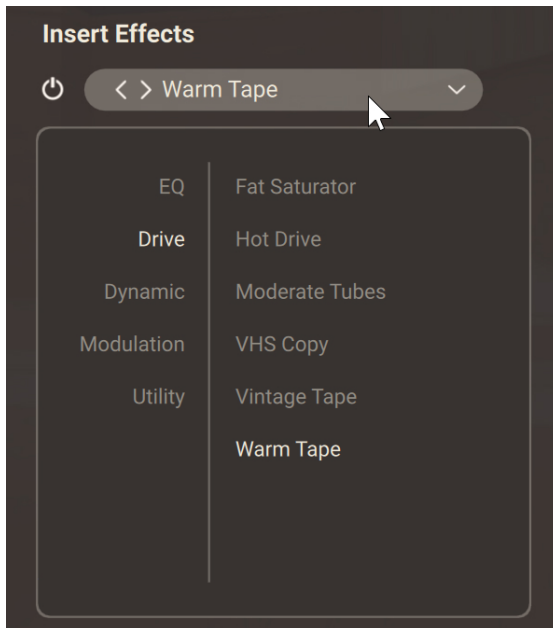 Insert Effects
Warm Tape
EQ
Drive
Dynamic
Modulation
Utility
Fat Saturator
Hot Drive
Moderate Tubes
VHS Copy
Vintage Tape
Warm Tape